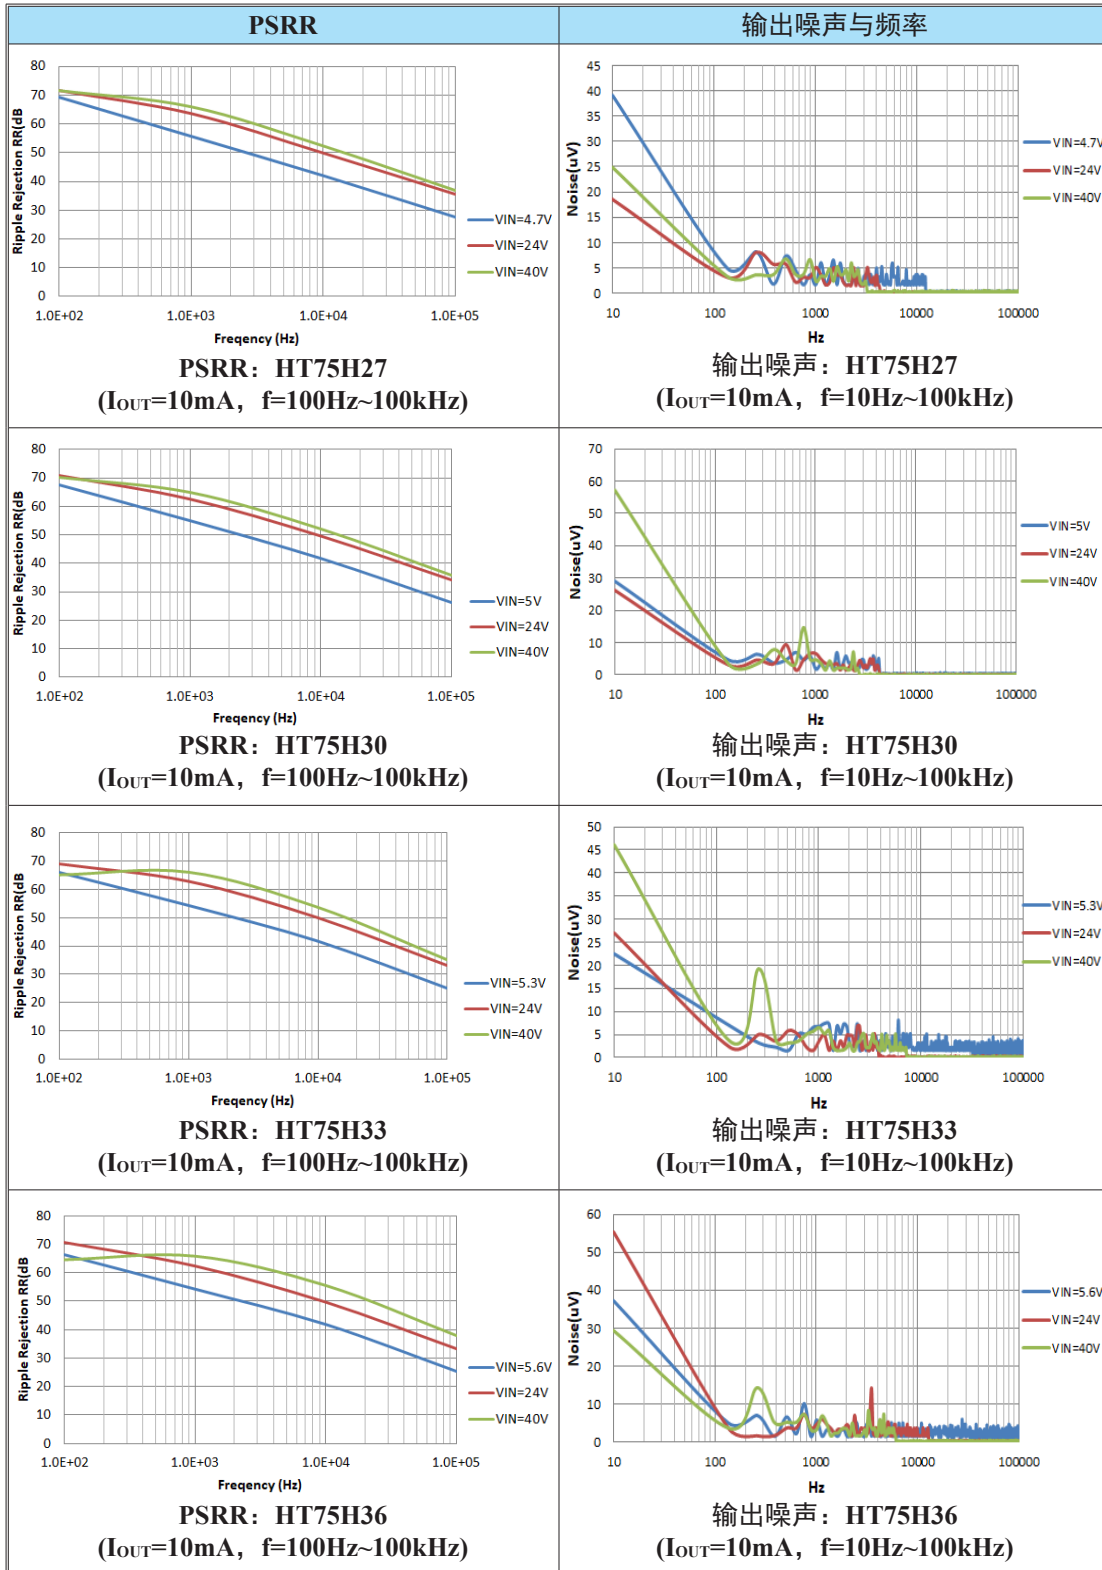 PSRR
输出噪声与频率
80
70
60
50
40
30
20
10
0
Ripple Rejection RR(dB
1.0E+02 1.0E+03 1.0E+04 1.0E+05
Freqency (Hz)
VIN=4.7V
VIN=24V
VIN=40V
PSRR：HT75H27
(IOUT=10mA，f=100Hz~100kHz)
45
40
35
30
25
20
15
10
5
0
Noise(uV)
10 100 1000 10000 100000
Hz
VIN=4.7V
VIN=24V
VIN=40V
输出噪声：HT75H27
(IOUT=10mA，f=10Hz~100kHz)
80
70
60
50
40
30
20
10
0
Ripple Rejection RR(dB
1.0E+02 1.0E+03 1.0E+04 1.0E+05
Freqency (Hz)
VIN=5V
VIN=24V
VIN=40V
PSRR：HT75H30
(IOUT=10mA，f=100Hz~100kHz)
70
60
50
40
30
20
10
0
Noise(uV)
10 100 1000 10000 100000
Hz
VIN=5V
VIN=24V
VIN=40V
输出噪声：HT75H30
(IOUT=10mA，f=10Hz~100kHz)
80
70
60
50
40
30
20
10
0
Ripple Rejection RR(dB
1.0E+02 1.0E+03 1.0E+04 1.0E+05
Freqency (Hz)
VIN=5.3V
VIN=24V
VIN=40V
PSRR：HT75H33
(IOUT=10mA，f=100Hz~100kHz)
50
45
40
35
30
25
20
15
10
5
0
Noise(uV)
10 100 1000 10000 100000
Hz
VIN=5.3V
VIN=24V
VIN=40V
输出噪声：HT75H33
(IOUT=10mA，f=10Hz~100kHz)
80
70
60
50
40
30
20
10
0
Ripple Rejection RR(dB
1.0E+02 1.0E+03 1.0E+04 1.0E+05
Freqency (Hz)
VIN=5.6V
VIN=24V
VIN=40V
PSRR：HT75H36
(IOUT=10mA，f=100Hz~100kHz)
60
50
40
30
20
10
0
Noise(uV)
10 100 1000 10000 100000
Hz
VIN=5.6V
VIN=24V
VIN=40V
输出噪声：HT75H36
(IOUT=10mA，f=10Hz~100kHz)